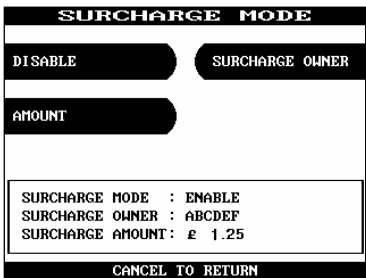 SURCHARGE MODE
DISABLE
SURCHARGE OWNER
AMOUNT
SURCHARGE MODE : ENABLE
SURCHARGE OWNER : ABCDEF
SURCHARGE AMOUNT: £ 1.25
CANCEL TO RETURN